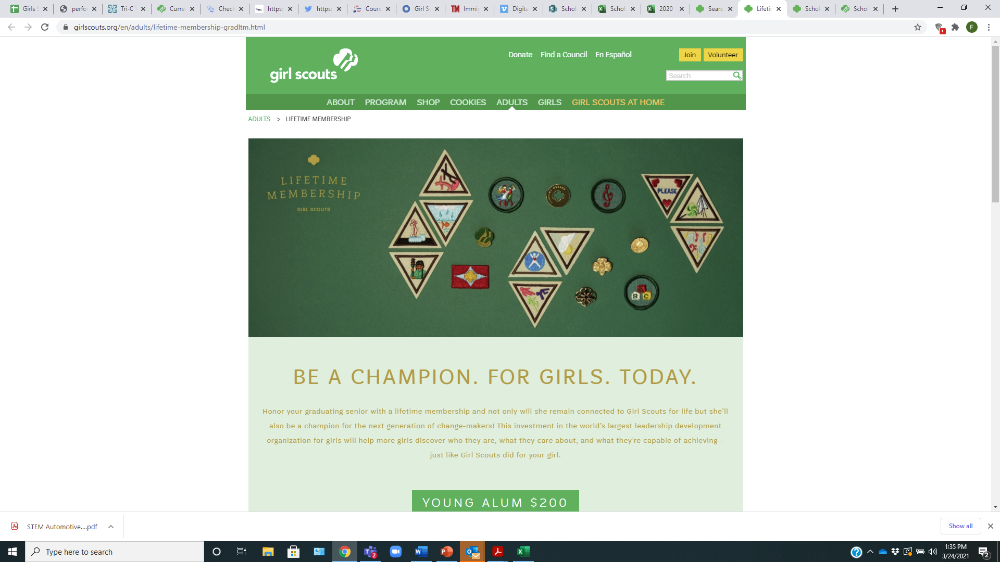 Girls S
perfo
Tri-C
Curre
Checl
https:
https:
Cours
Girl S
Immig
Digita
Schol
Schol
2020
Searc
Lifetir
Schol
Schol
girlscouts.org/en/adults/lifetime-membership-gradltm.html
F
girl scouts
Donate Find a Council En Español
Join Volunteer
Search
ABOUT PROGRAM SHOP COOKIES ADULTS GIRLS GIRL SCOUTS AT HOME
ADULTS > LIFETIME MEMBERSHIP
LIFETIME
MEMBERSHIP
GIRL SCOUTS
PLEASE
A
B C
BE A CHAMPION. FOR GIRLS. TODAY.
Honor your graduating senior with a lifetime membership and not only will she remain connected to Girl Scouts for life but she’ll
also be a champion for the next generation of change-makers! This investment in the world’s largest leadership development
organization for girls will help more girls discover who they are, what they care about, and what they’re capable of achieving—
just like Girl Scouts did for your girl.
YOUNG ALUM $200
STEM Automotive....pdf
Show all
Type here to search
2
1:35 PM
3/24/2021
2